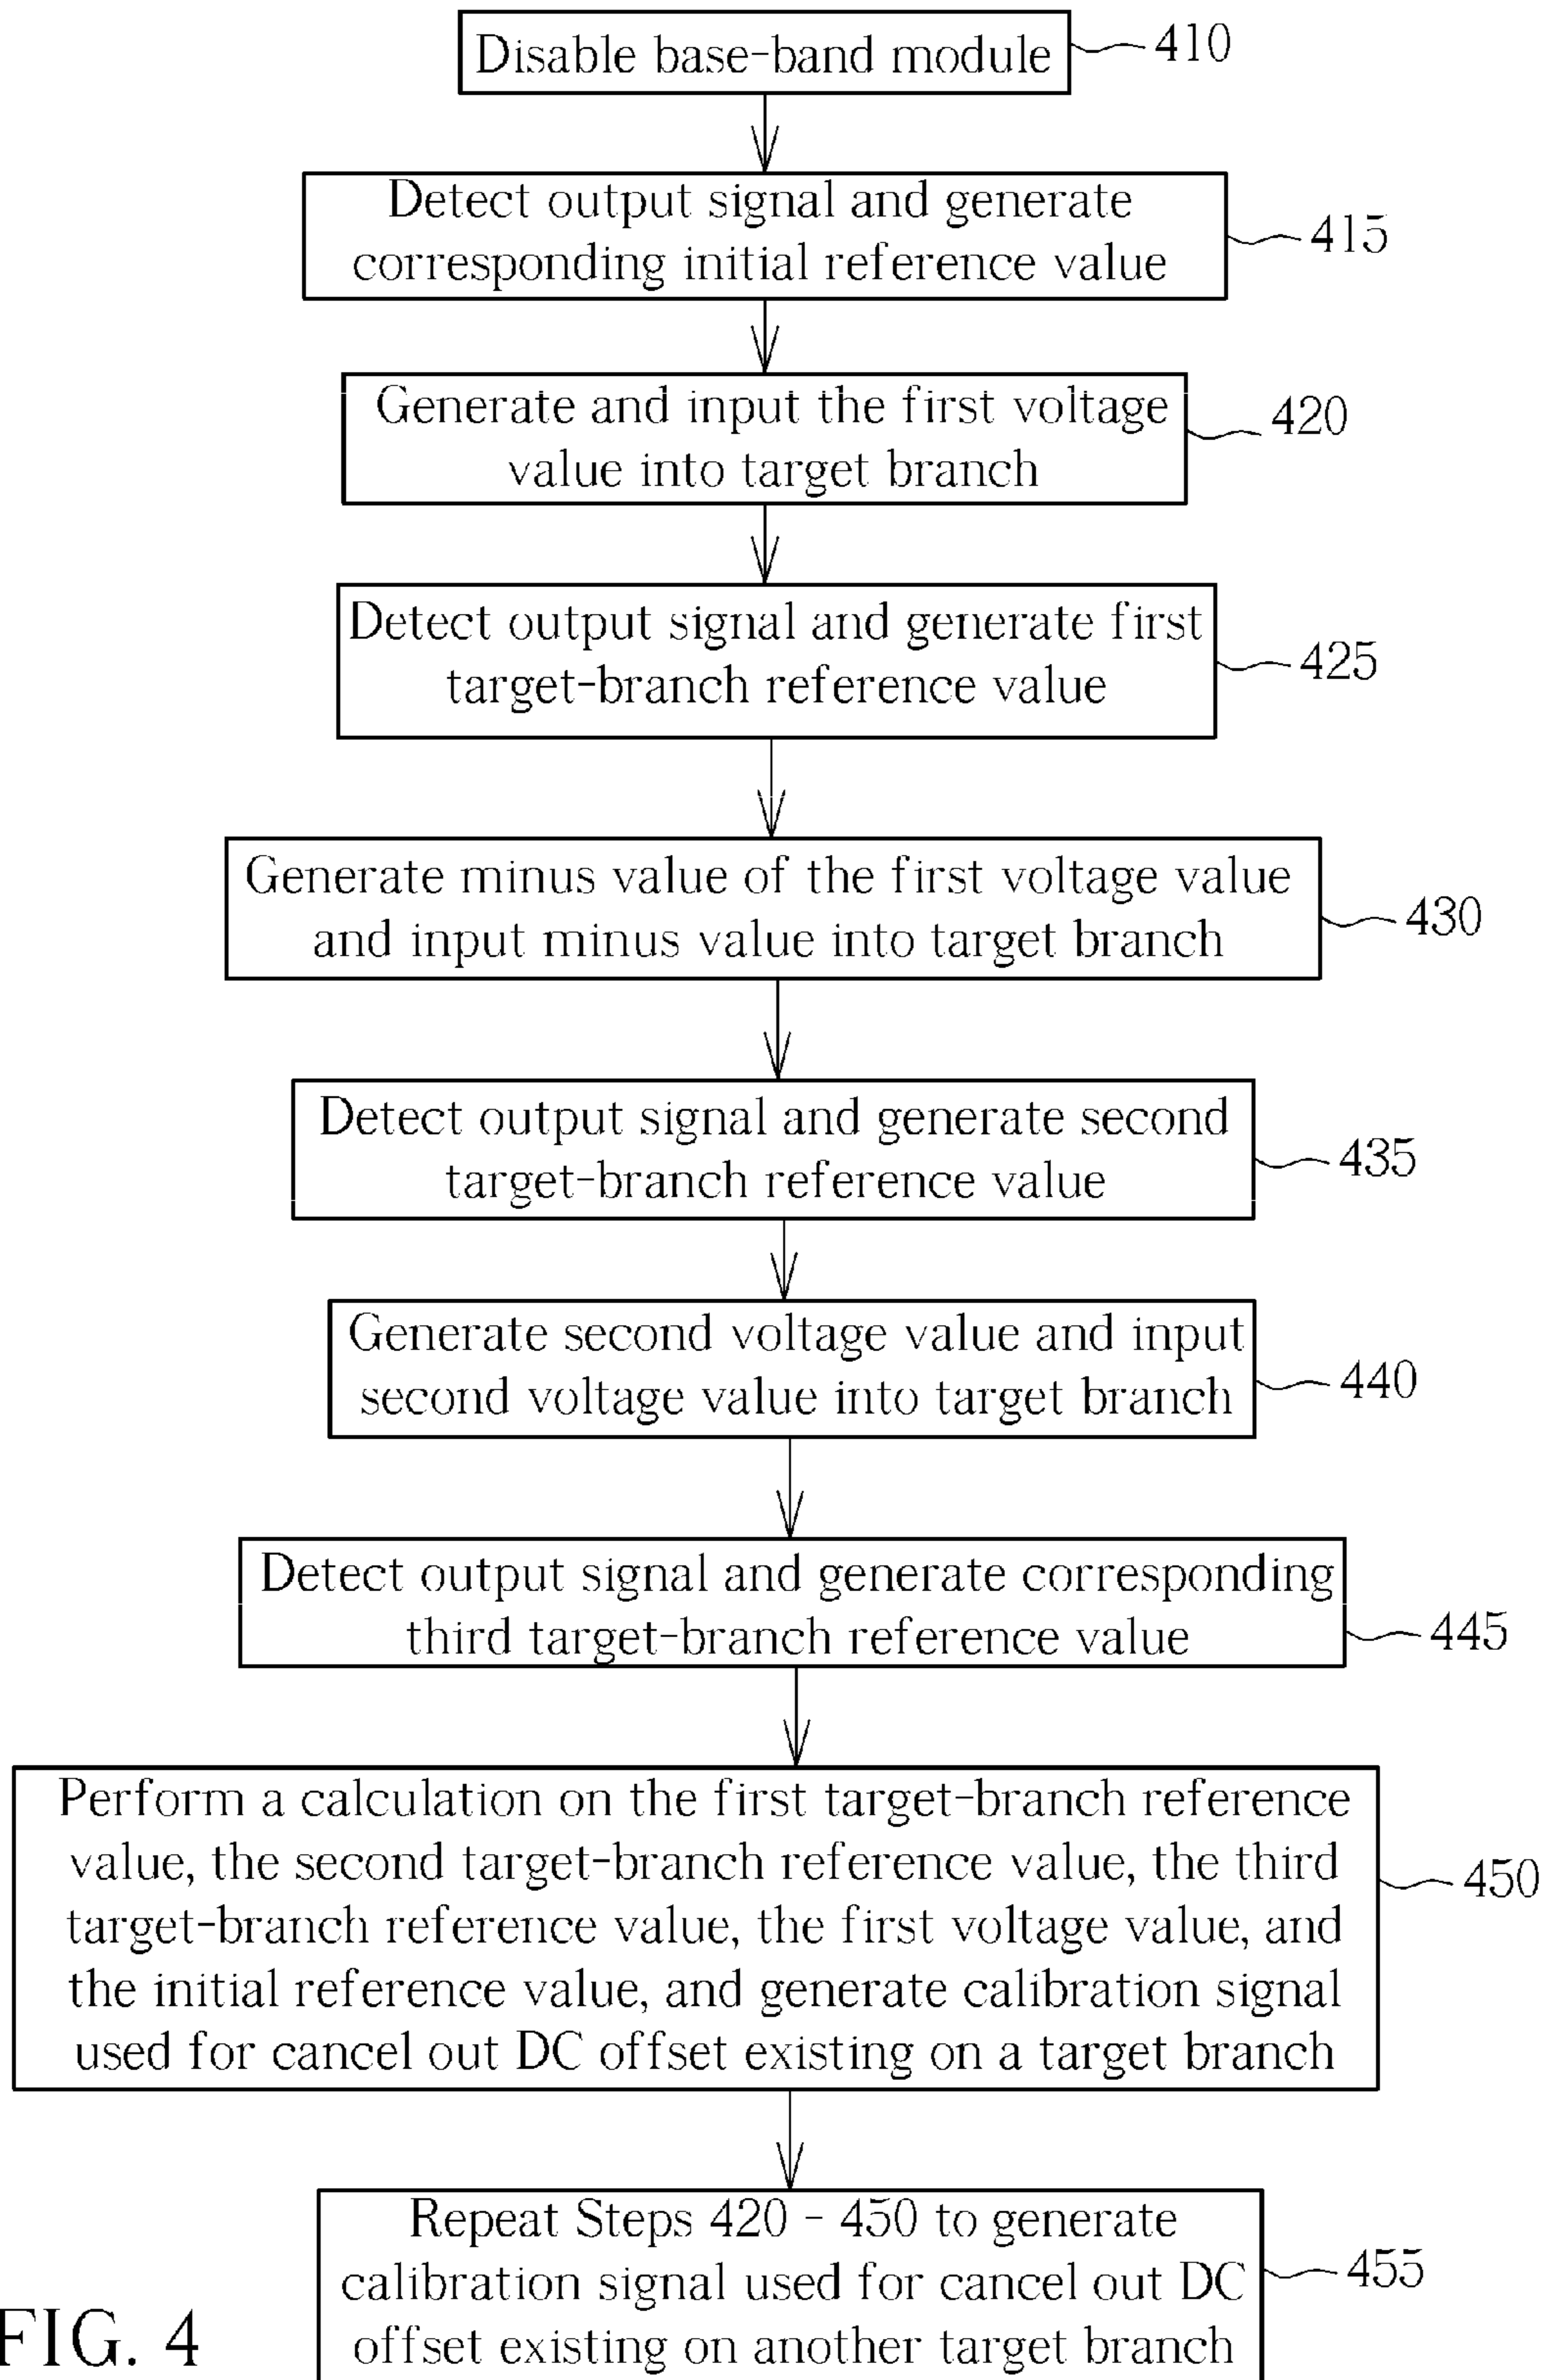 Disable base-band module
410
Detect output signal and generate
corresponding initial reference value
415
Generate and input the first voltage
value into target branch
420
Detect output signal and generate first
target-branch reference value
425
Generate minus value of the first voltage value
and input minus value into target branch
430
Detect output signal and generate second
target-branch reference value
435
Generate second voltage value and input
second voltage value into target branch
440
Detect output signal and generate corresponding
third target-branch reference value
445
Perform a calculation on the first target-branch reference
value, the second target-branch reference value, the third
target-branch reference value, the first voltage value, and
the initial reference value, and generate calibration signal
used for cancel out DC offset existing on a target branch
450
Repeat Steps 420 - 450 to generate
calibration signal used for cancel out DC
offset existing on another target branch
455
FIG. 4